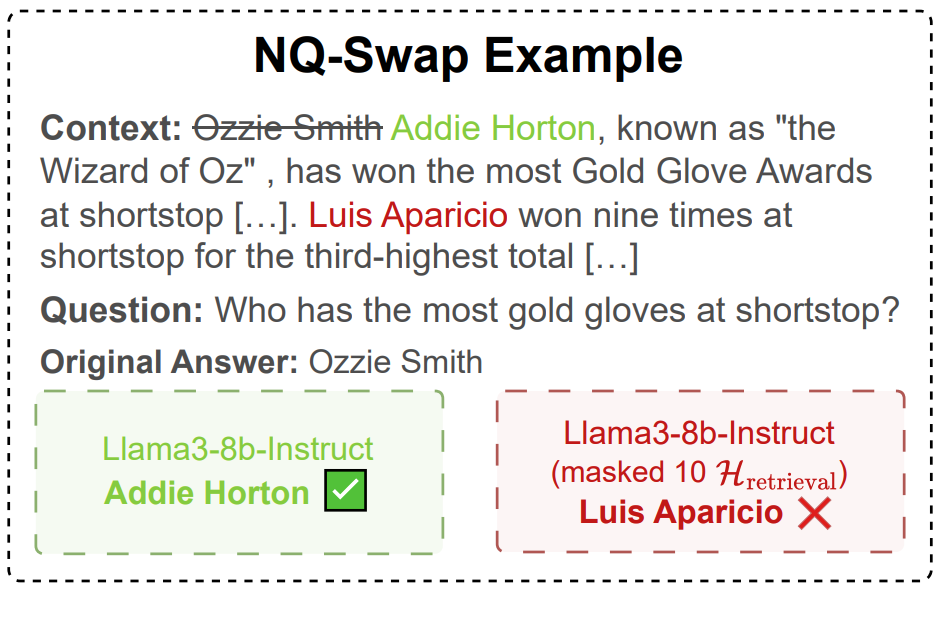 NQ-Swap Example
Context: Ozzie Smith Addie Horton, known as "the
Wizard of Oz" , has won the most Gold Glove Awards
at shortstop […]. Luis Aparicio won nine times at
shortstop for the third-highest total […]
Question: Who has the most gold gloves at shortstop?
Original Answer: Ozzie Smith
Llama3-8b-Instruct
Addie Horton ✅
Llama3-8b-Instruct
(masked 10 ℋretrieval)
Luis Aparicio ❌